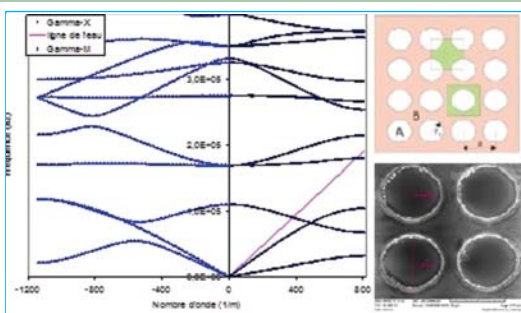 Gamma-X
ligne de l'eau
Gamma-M
3,0E+05
2,0E+05
1,0E+05
0,0E+00
-1200 -800 -400 0 400 800
Nombre d'onde (1/m)
A
B